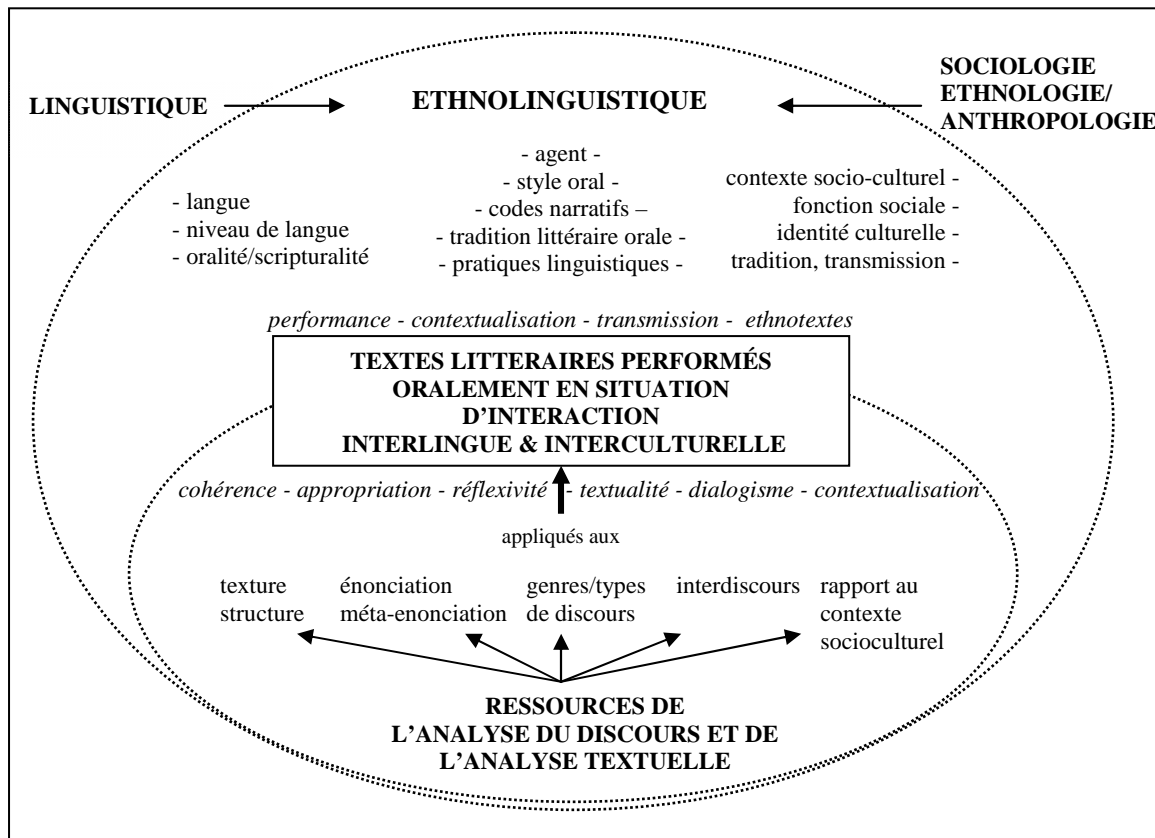 LINGUISTIQUE
ETHNOLINGUISTIQUE
SOCIOLOGIE
ETHNOLOGIE/
ANTHROPOLOGIE
- langue
- niveau de langue
- oralité/scripturalité
- agent -
- style oral -
- codes narratifs –
- tradition littéraire orale -
- pratiques linguistiques -
contexte socio-culturel -
fonction sociale -
identité culturelle -
tradition, transmission -
performance - contextualisation - transmission - ethnotextes
TEXTES LITTERAIRES PERFORMÉS
ORALEMENT EN SITUATION
D’INTERACTION
INTERLINGUE & INTERCULTURELLE
cohérence - appropriation - réflexivité - textualité - dialogisme - contextualisation
appliqués aux
texture
structure
énonciation
méta-enonciation
genres/types
de discours
interdiscours
rapport au
contexte
socioculturel
RESSOURCES DE
L’ANALYSE DU DISCOURS ET DE
L’ANALYSE TEXTUELLE